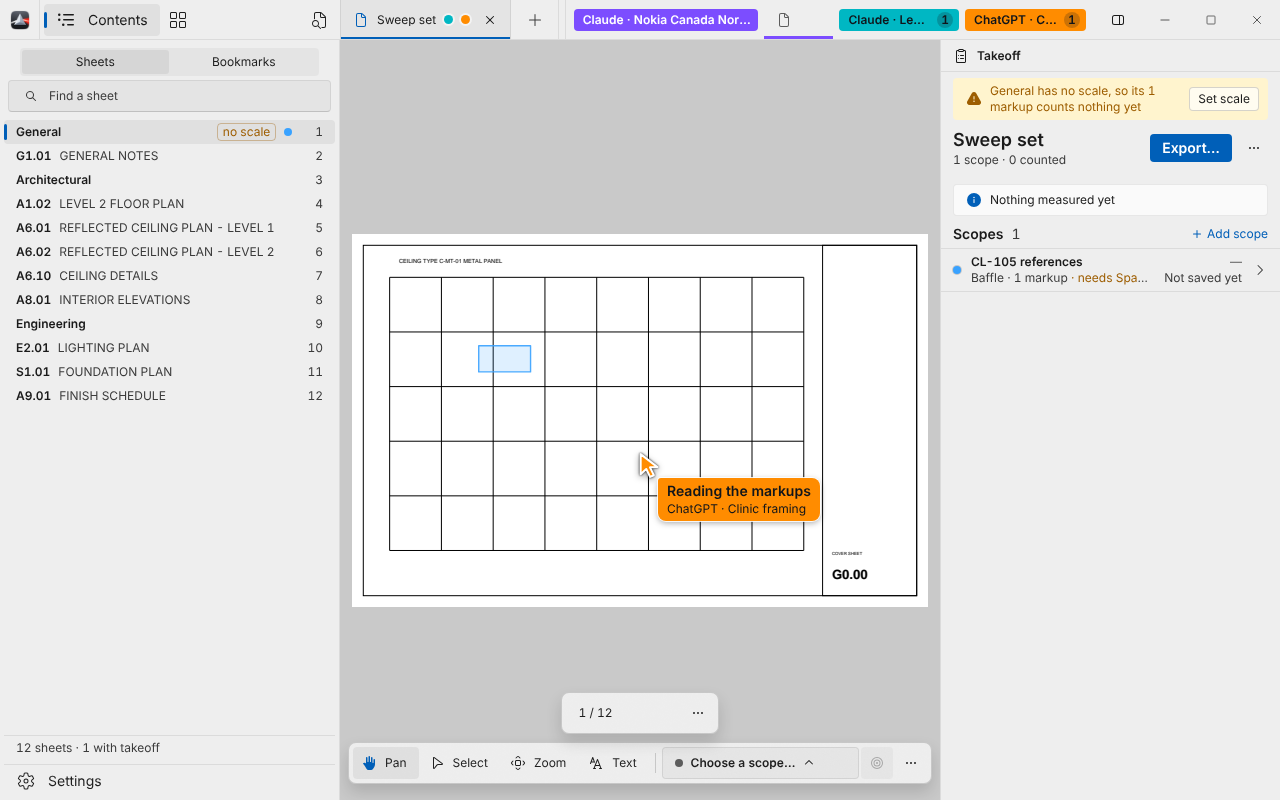 Contents
Sweep set
Claude · Nokia Canada Nor...
Claude · Le... 1
ChatGPT · C... 1
Sheets
Bookmarks
Find a sheet
General no scale 1
G1.01 GENERAL NOTES 2
Architectural 3
A1.02 LEVEL 2 FLOOR PLAN 4
A6.01 REFLECTED CEILING PLAN - LEVEL 1 5
A6.02 REFLECTED CEILING PLAN - LEVEL 2 6
A6.10 CEILING DETAILS 7
A8.01 INTERIOR ELEVATIONS 8
Engineering 9
E2.01 LIGHTING PLAN 10
S1.01 FOUNDATION PLAN 11
A9.01 FINISH SCHEDULE 12
12 sheets · 1 with takeoff
Settings
CEILING TYPE C-MT-01 METAL PANEL
Reading the markups
ChatGPT · Clinic framing
COVER SHEET
G0.00
1 / 12
Pan
Select
Zoom
Text
Choose a scope...
Takeoff
General has no scale, so its 1
markup counts nothing yet
Set scale
Sweep set
1 scope · 0 counted
Export...
Nothing measured yet
Scopes 1
+ Add scope
CL-105 references —
Baffle · 1 markup · needs Spa... Not saved yet